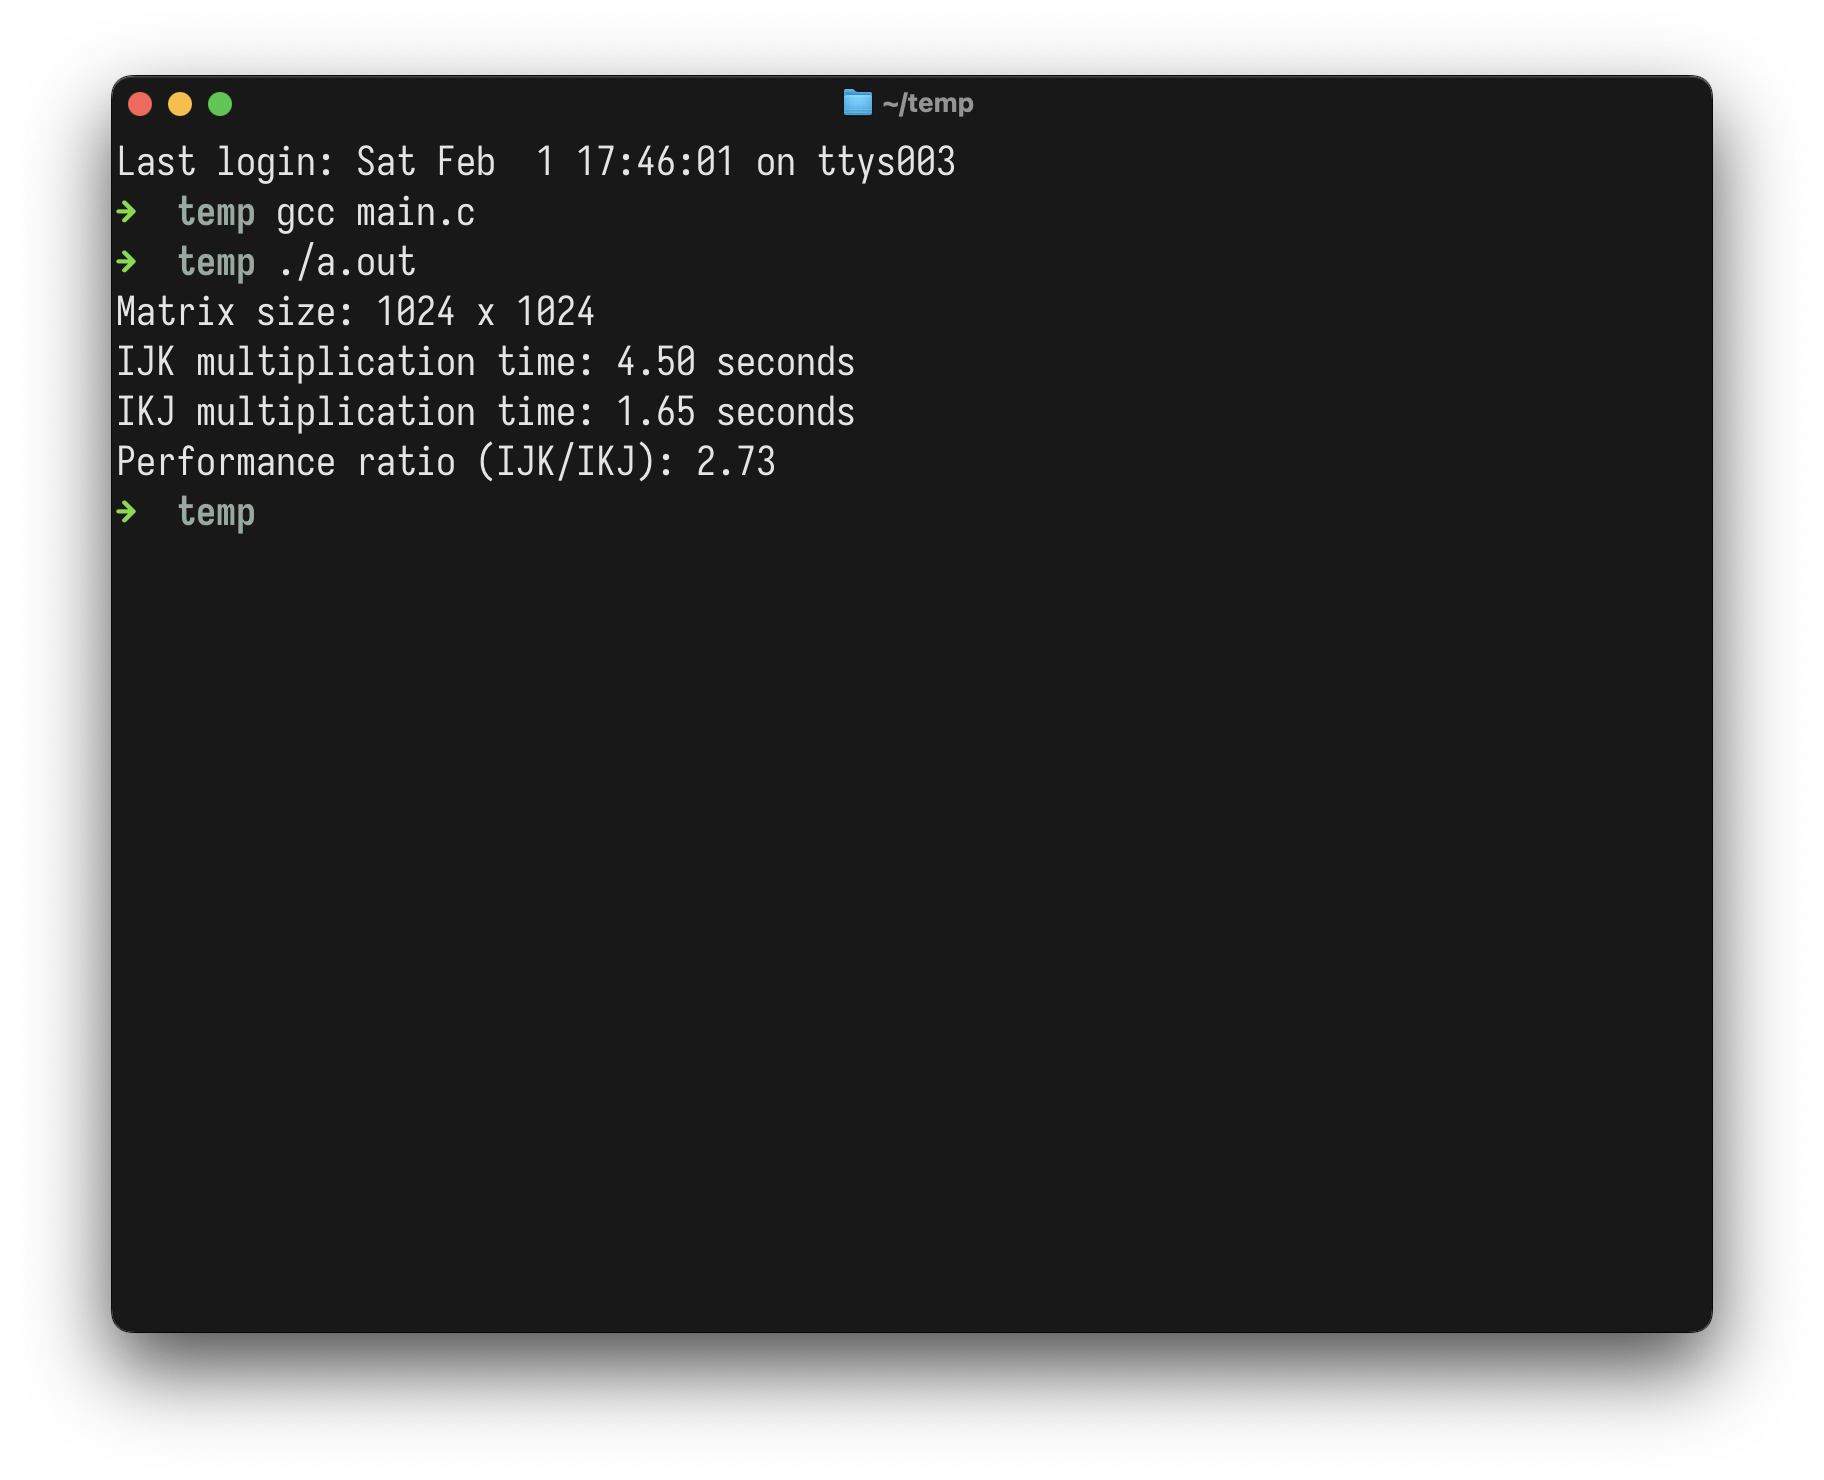 ~/temp
Last login: Sat Feb  1 17:46:01 on ttys003
➜  temp gcc main.c
➜  temp ./a.out
Matrix size: 1024 x 1024
IJK multiplication time: 4.50 seconds
IKJ multiplication time: 1.65 seconds
Performance ratio (IJK/IKJ): 2.73
➜  temp